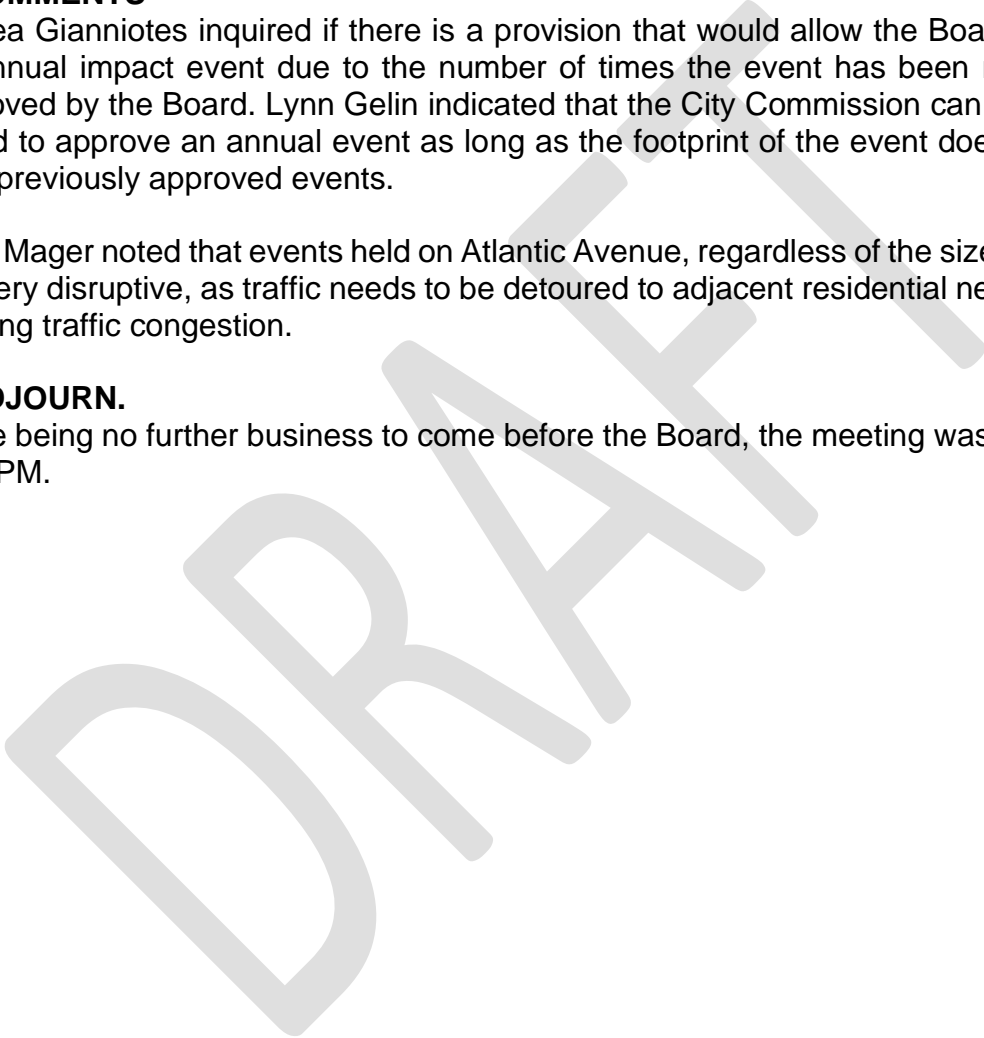 OMMENTS
ea Gianniotes inquired if there is a provision that would allow the Boa
nnual impact event due to the number of times the event has been
oved by the Board. Lynn Gelin indicated that the City Commission can
d to approve an annual event as long as the footprint of the event doe
previously approved events.
Mager noted that events held on Atlantic Avenue, regardless of the size
ery disruptive, as traffic needs to be detoured to adjacent residential ne
ng traffic congestion.
DJOURN.
e being no further business to come before the Board, the meeting was
PM.
DRAFT